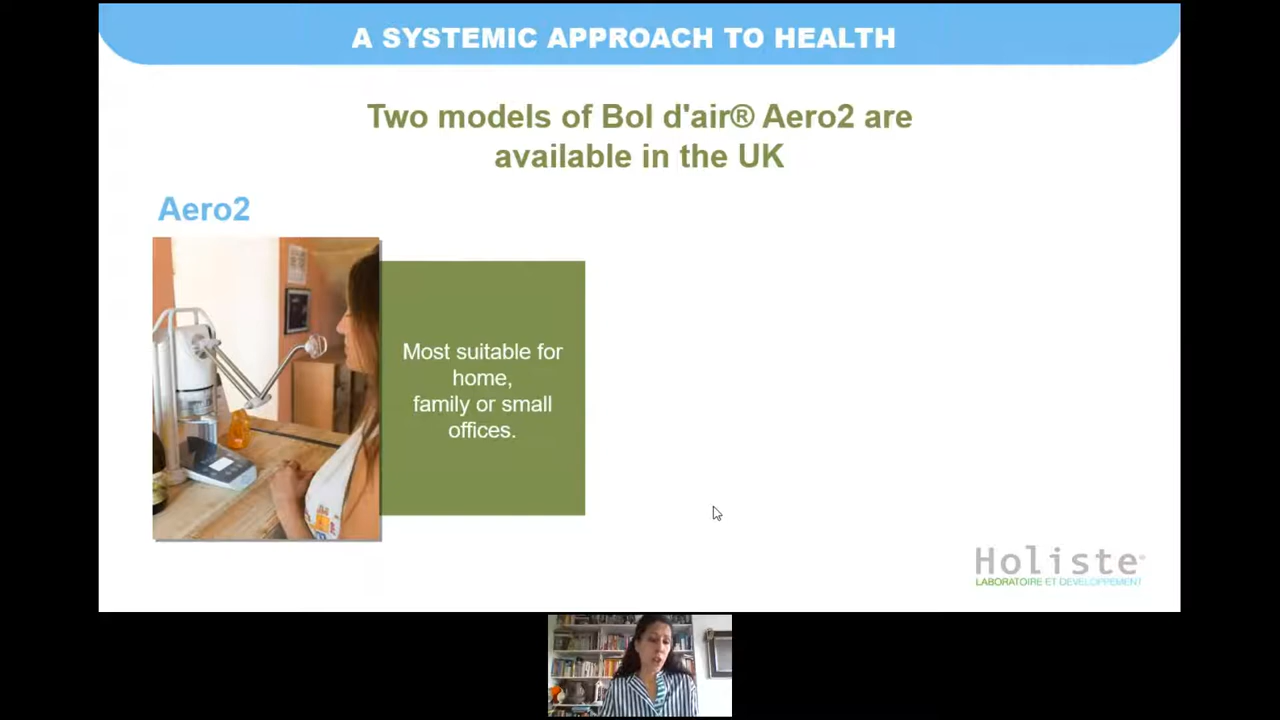 A SYSTEMIC APPROACH TO HEALTH
Two models of Bol d'air® Aero2 are
available in the UK
Aero2
Most suitable for
home,
family or small
offices.
Holiste®
LABORATOIRE ET DEVELOPPEMENT